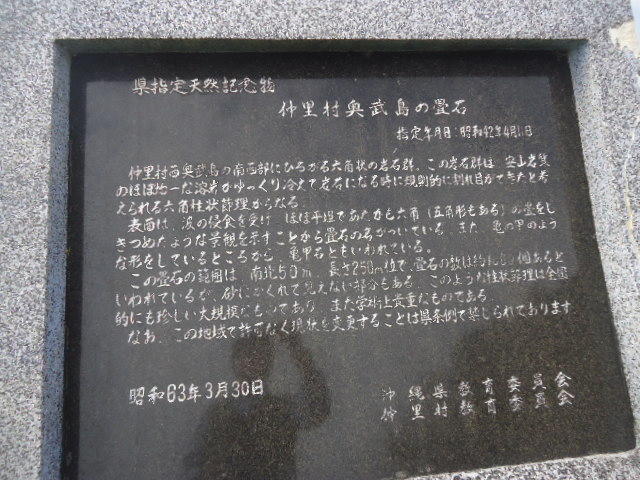 県指定天然記念物
仲里村奥武島の畳石
指定年月日:昭和42年4月11日
仲里村字奥武島の南西部にひろがる六角状の岩石群。この岩石群は、安山岩質
のほぼ均一な溶岩がゆっくり冷えて岩石になる時に規則的に割れ目ができたと考
えられる六角柱状節理からなる。
表面は、波の侵食を受け、ほぼ平坦であたかも六角(五角形もある)の畳をし
きつめたような景観を示すことから畳石の名がついている。また、亀の甲のよう
な形をしているところから、亀甲石ともいわれている。
この畳石の範囲は、南北50m、長さ250m位で、畳石の数は約 個あると
いわれているが、砂にかくれて見えない部分もある。このような柱状節理は全国
的にも珍しい大規模なものであり、また学術上貴重なものである。
なお、この地域で許可なく現状を変更することは県条例で禁じられております。
昭和63年3月30日
沖縄県教育委員会
仲里村教育委員会